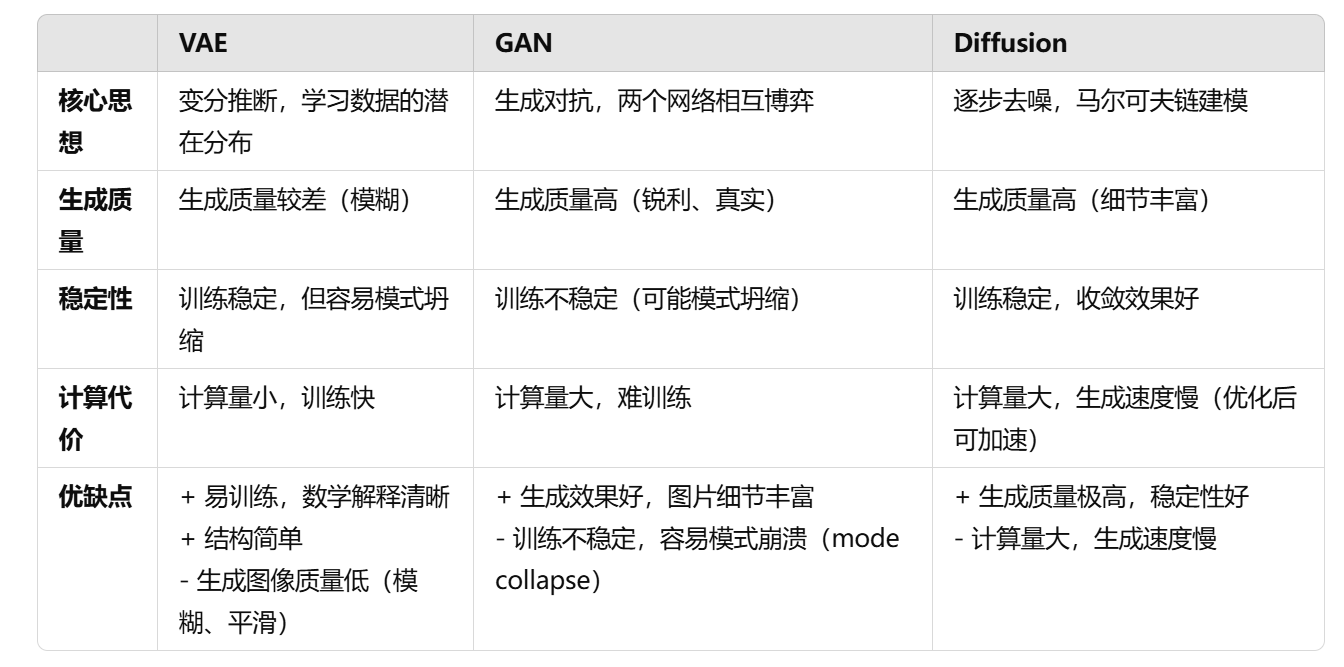 VAE
GAN
Diffusion
核心思
想
变分推断，学习数据的潜
在分布
生成对抗，两个网络相互博弈
逐步去噪，马尔可夫链建模
生成质
量
生成质量较差（模糊）
生成质量高（锐利、真实）
生成质量高（细节丰富）
稳定性
训练稳定，但容易模式坍
缩
训练不稳定（可能模式坍缩）
训练稳定，收敛效果好
计算代
价
计算量小，训练快
计算量大，难训练
计算量大，生成速度慢（优化后
可加速）
优缺点
+ 易训练，数学解释清晰
+ 结构简单
- 生成图像质量低（模
糊、平滑）
+ 生成效果好，图片细节丰富
- 训练不稳定，容易模式崩溃（mode
collapse）
+ 生成质量极高，稳定性好
- 计算量大，生成速度慢